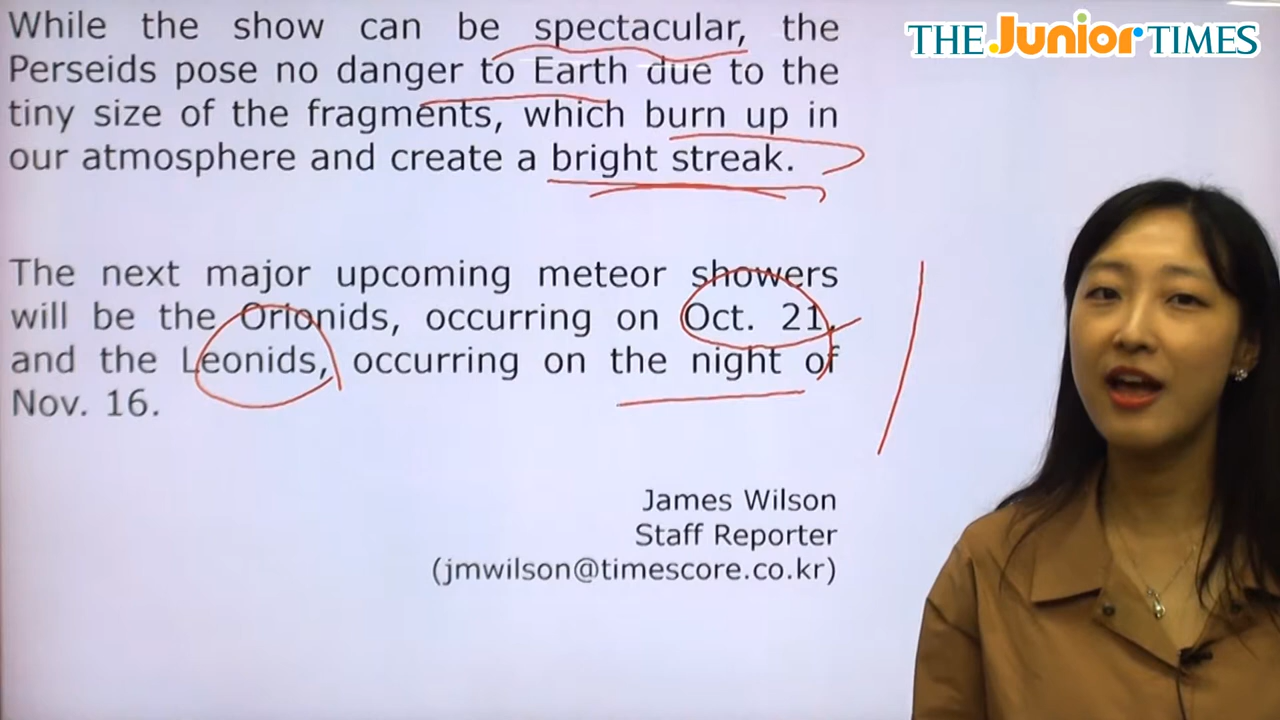 THE Junior TIMES
While the show can be spectacular, the
Perseids pose no danger to Earth due to the
tiny size of the fragments, which burn up in
our atmosphere and create a bright streak.
The next major upcoming meteor showers
will be the Orionids, occurring on Oct. 21,
and the Leonids, occurring on the night of
Nov. 16.
James Wilson
Staff Reporter
(jmwilson@timescore.co.kr)